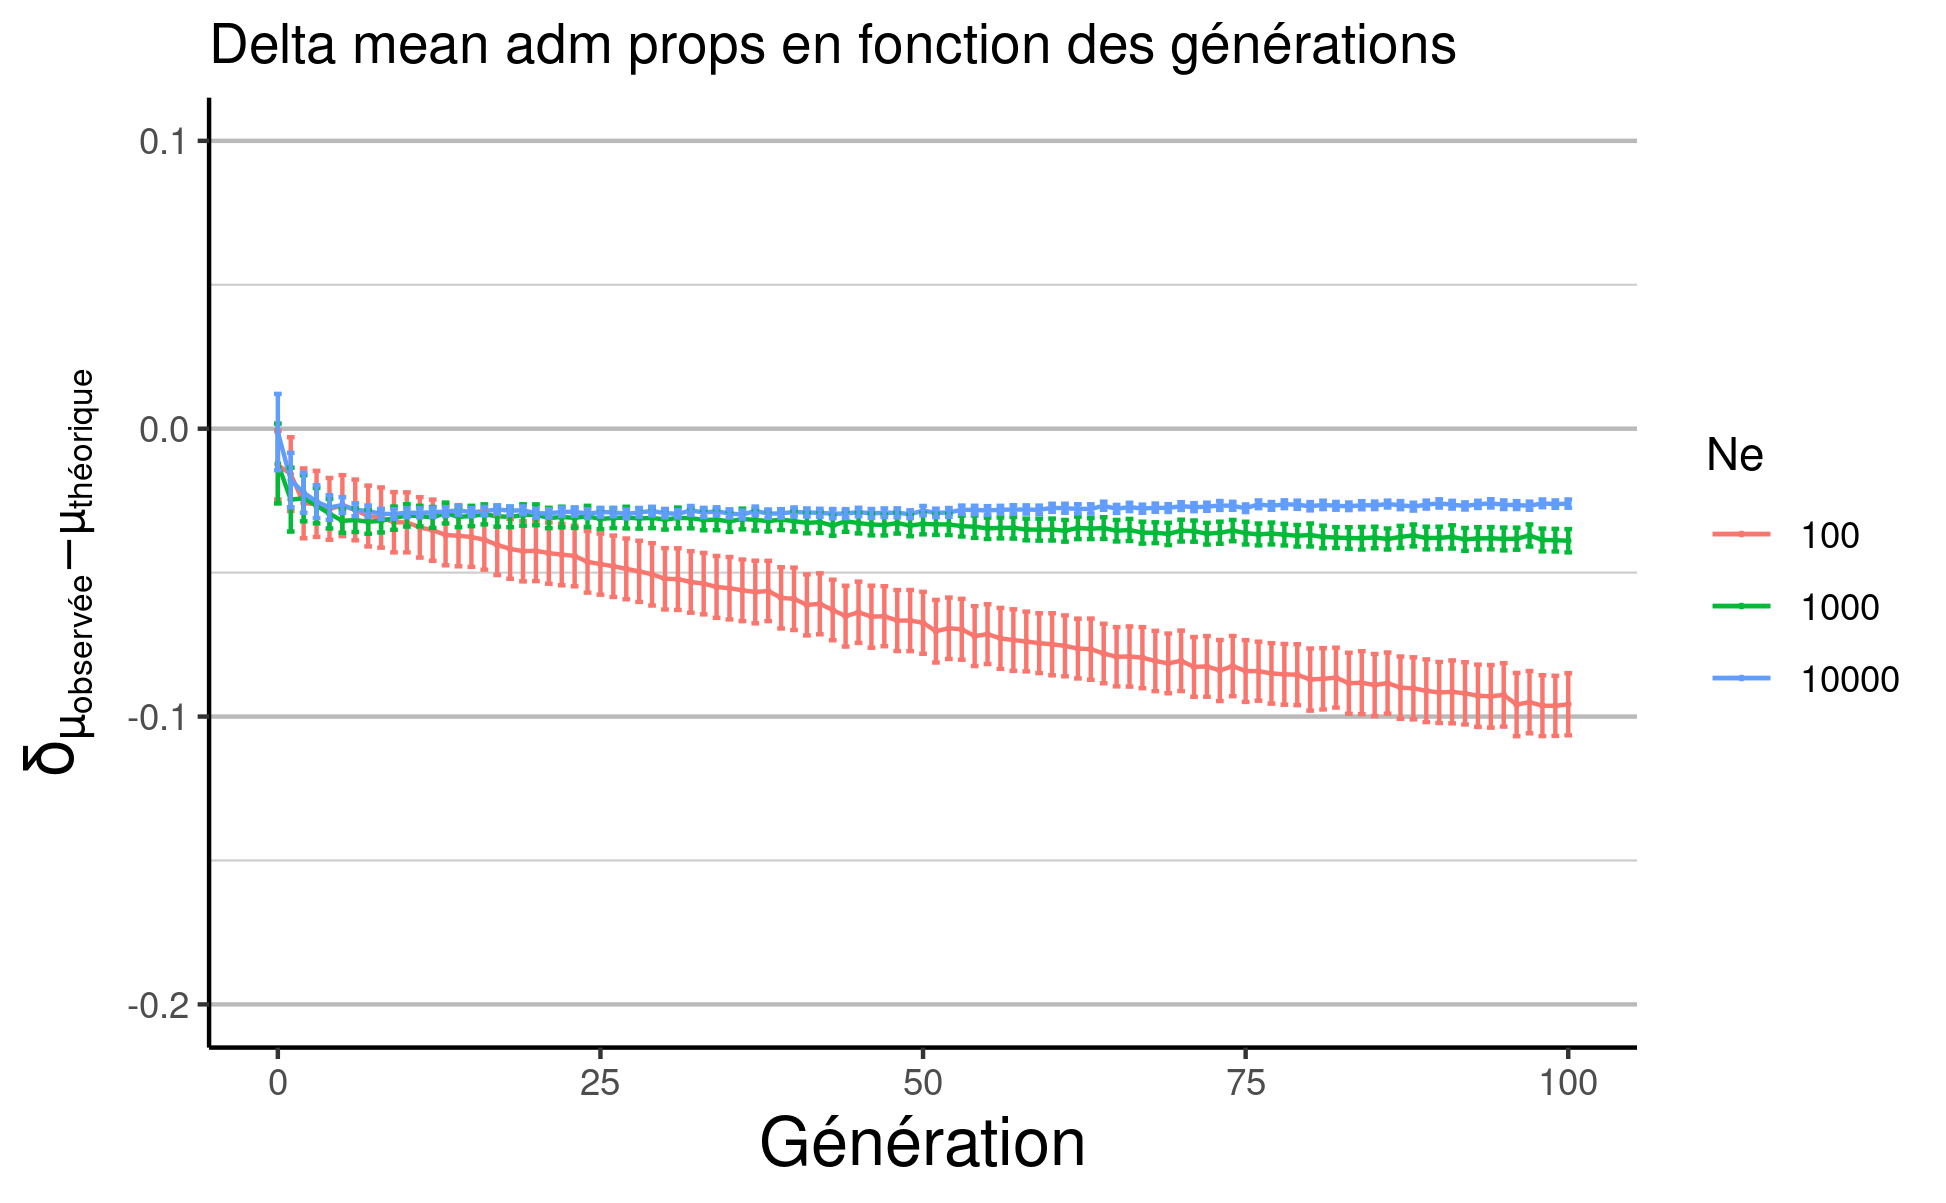 Delta mean adm props en fonction des générations
δμobservée−μthéorique
0.1
0.0
-0.1
-0.2
0 25 50 75 100
Génération
Ne
100
1000
10000